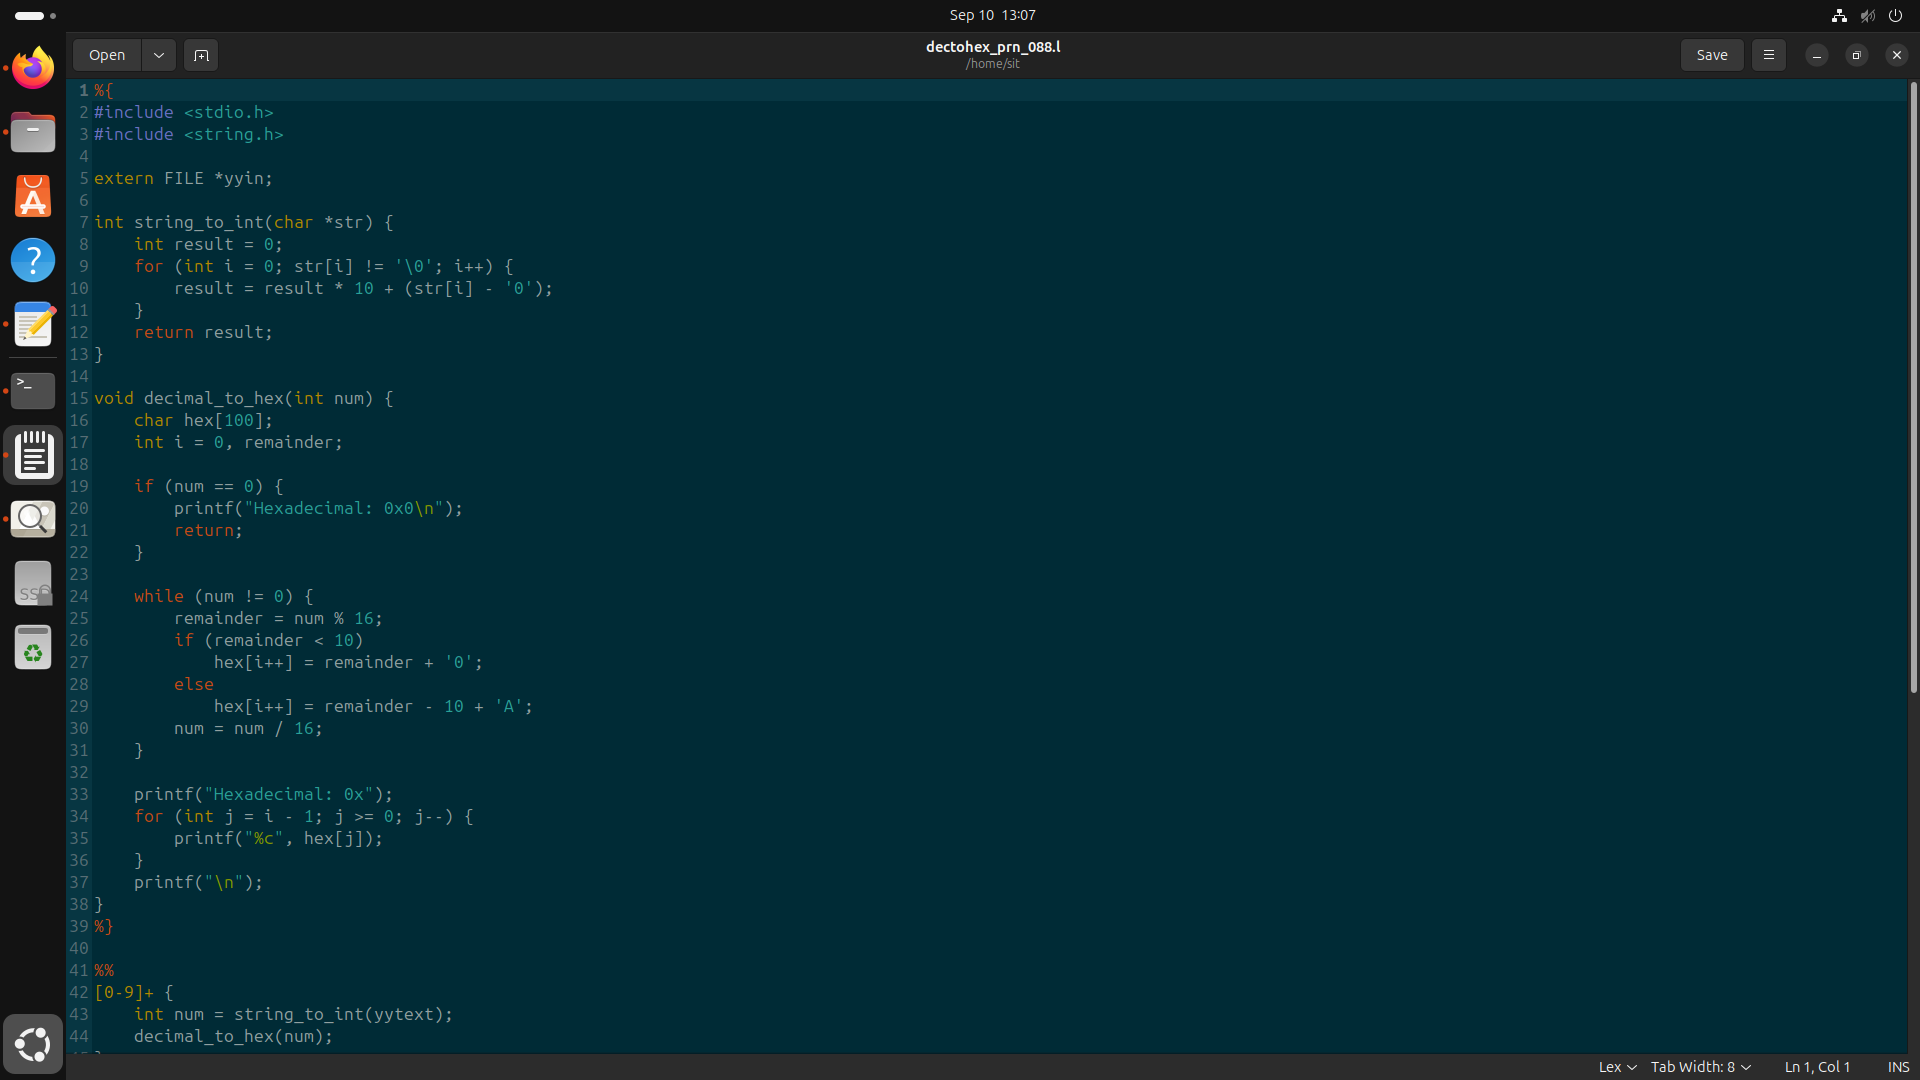 Sep 10 13:07
Open
dectohex_prn_088.l
/home/sit
Save
1 %{
2 #include <stdio.h>
3 #include <string.h>
4
5 extern FILE *yyin;
6
7 int string_to_int(char *str) {
8     int result = 0;
9     for (int i = 0; str[i] != '\0'; i++) {
10         result = result * 10 + (str[i] - '0');
11     }
12     return result;
13 }
14
15 void decimal_to_hex(int num) {
16     char hex[100];
17     int i = 0, remainder;
18
19     if (num == 0) {
20         printf("Hexadecimal: 0x0\n");
21         return;
22     }
23
24     while (num != 0) {
25         remainder = num % 16;
26         if (remainder < 10)
27             hex[i++] = remainder + '0';
28         else
29             hex[i++] = remainder - 10 + 'A';
30         num = num / 16;
31     }
32
33     printf("Hexadecimal: 0x");
34     for (int j = i - 1; j >= 0; j--) {
35         printf("%c", hex[j]);
36     }
37     printf("\n");
38 }
39 %}
40
41 %%
42 [0-9]+ {
43     int num = string_to_int(yytext);
44     decimal_to_hex(num);
Lex
Tab Width: 8
Ln 1, Col 1
INS